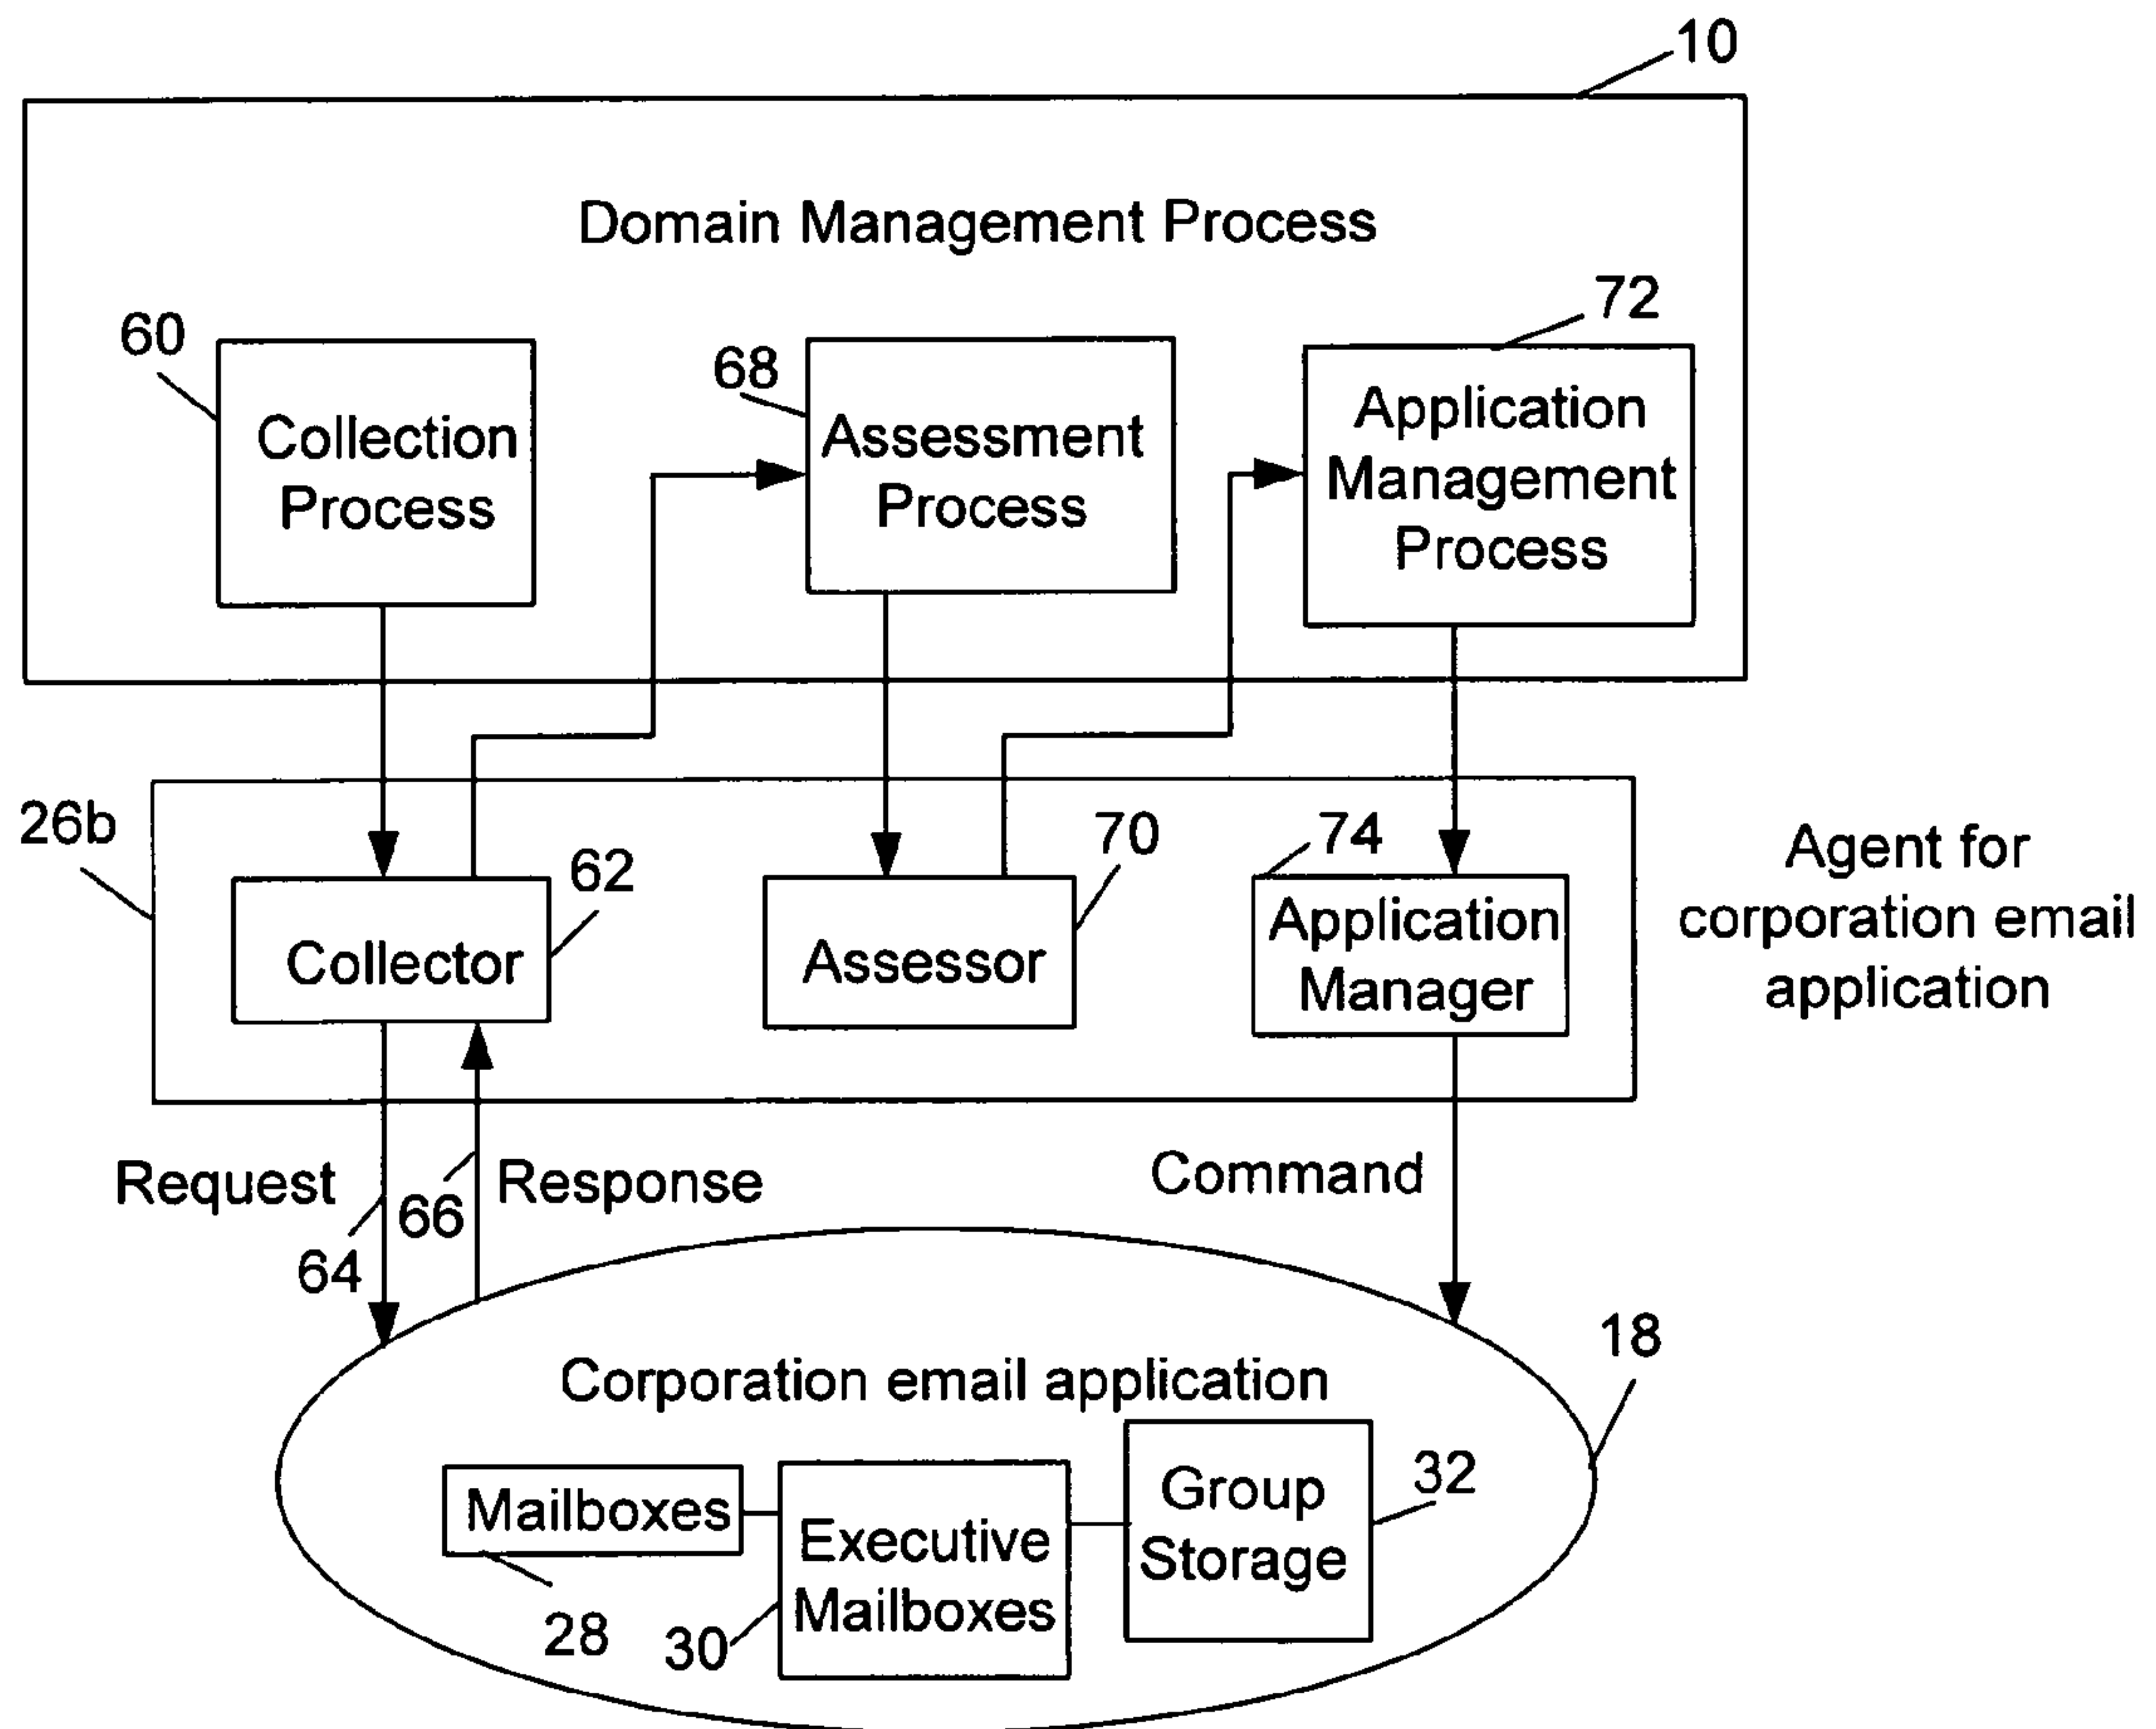 10
Domain Management Process
60
Collection
Process
68
Assessment
Process
72
Application
Management
Process
26b
Collector
62
Assessor
70
74
Application
Manager
Agent for
corporation email
application
Request
64
66
Response
Command
18
Corporation email application
Mailboxes
28
Executive
Mailboxes
30
Group
Storage
32